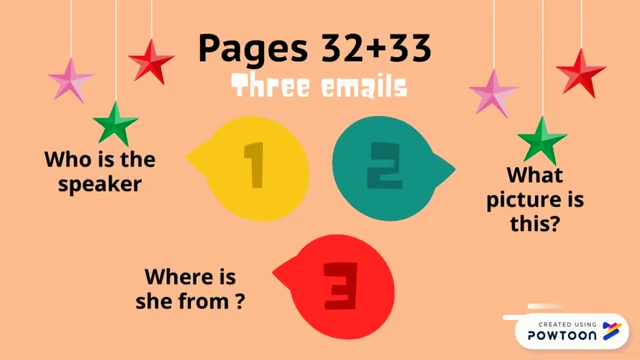 Pages 32+33
Three emails
1
Who is the
speaker
2
What
picture is
this?
3
Where is
she from ?
CREATED USING
POWTOON